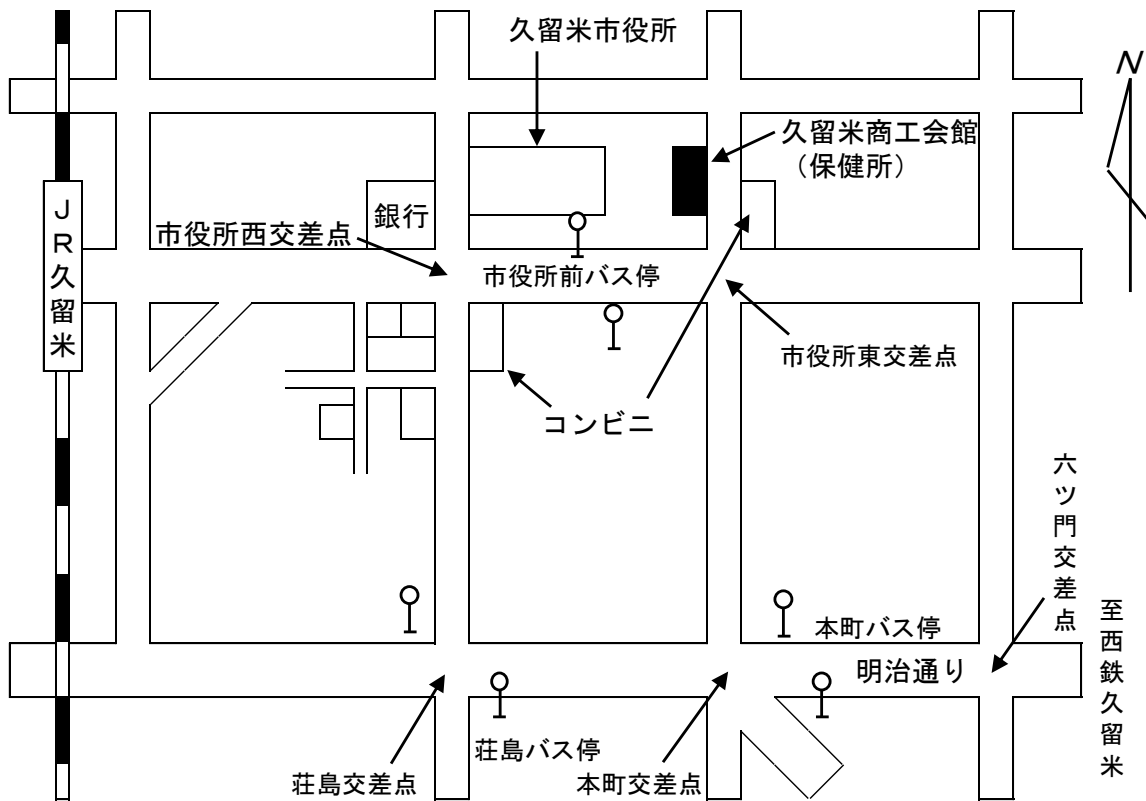 久留米市役所
N
久留米商工会館
（保健所）
JR久留米
銀行
市役所西交差点
市役所前バス停
市役所東交差点
コンビニ
六ツ門交差点
至西鉄久留米
本町バス停
明治通り
荘島バス停
荘島交差点
本町交差点